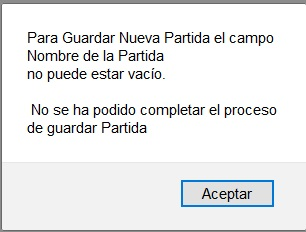 Para Guardar Nueva Partida el campo
Nombre de la Partida
no puede estar vacío.
No se ha podido completar el proceso
de guardar Partida
Aceptar